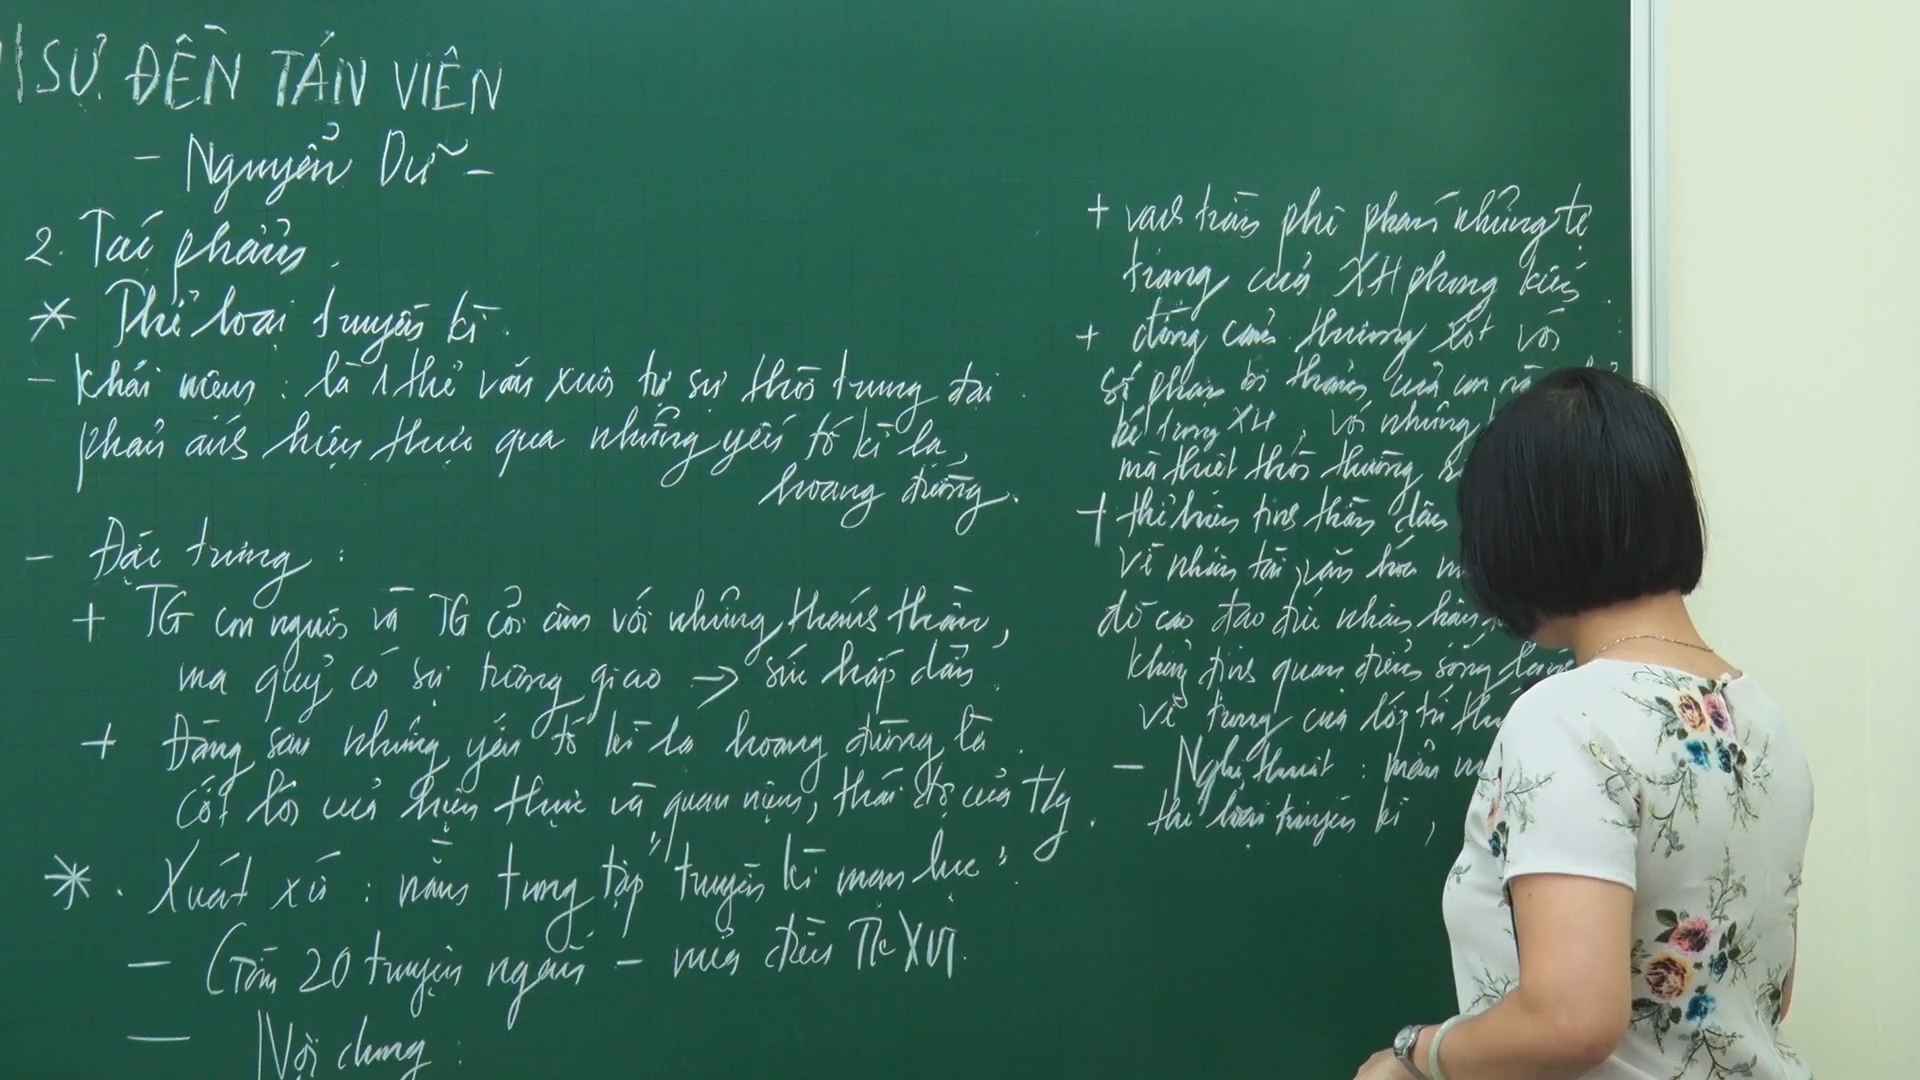 SỰ ĐỀN TẢN VIÊN
- Nguyễn Dữ -
2. Tác phẩm.
* Thể loại truyền kì.
- Khái niệm : là 1 thể văn xuôi tự sự thời trung đại
phản ánh hiện thực qua những yếu tố kì lạ,
hoang đường.
- Đặc trưng :
+ TG con người và TG cõi âm với những thánh thần,
ma quỷ có sự tương giao → sức hấp dẫn.
+ Đằng sau những yếu tố kì lạ hoang đường là
cốt lõi của hiện thực và quan niệm, thái độ của tg.
* . Xuất xứ : nằm trong tập "truyền kì mạn lục".
- Gồm 20 truyện ngắn - nửa đầu TK XVI.
- Nội dung :
+ vạch trần phê phán những tệ
trạng của XH phong kiến.
+ đồng cảm thương xót với
số phận bi thảm của con
bé trong XH, với những
mà thiệt thòi thường
+ thể hiện tinh thần dân
về nhân tài, văn hóa
đề cao đạo đức nhân hậu,
khẳng định quan điểm sống
về trong của lớp trí
- Nghệ thuật : mẫu mực
thể loại truyền kì,